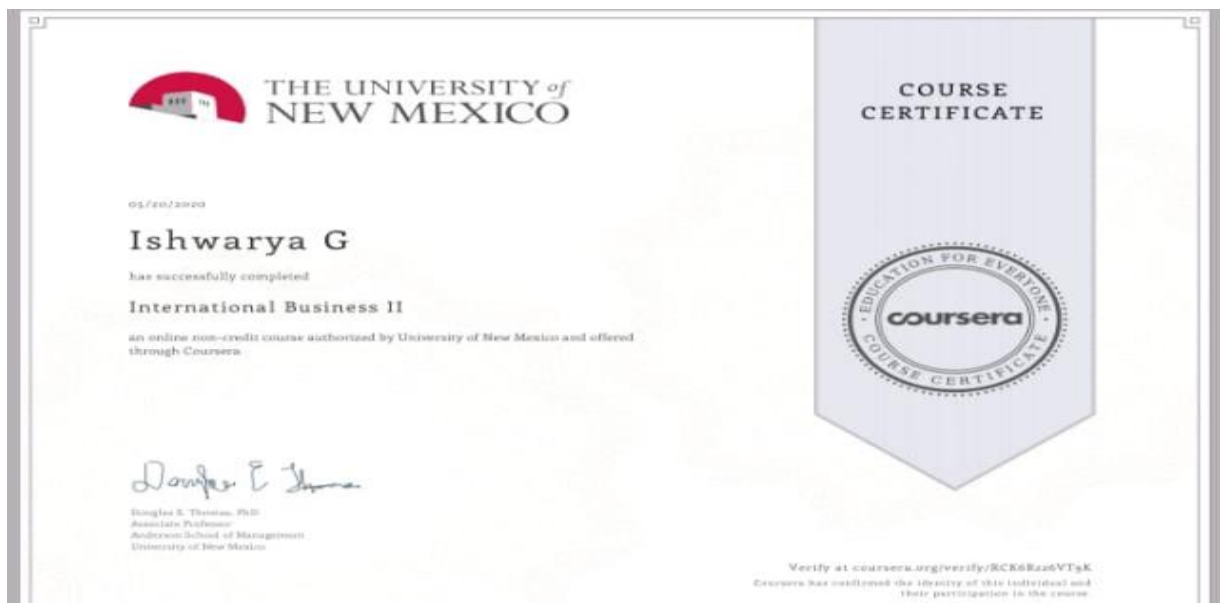 THE UNIVERSITY of
NEW MEXICO
COURSE
CERTIFICATE
05/20/2020
Ishwarya G
has successfully completed
International Business II
an online non-credit course authorized by University of New Mexico and offered
through Coursera
EDUCATION FOR EVERYONE
coursera
COURSE CERTIFICATE
Douglas E. Thomas, PhD
Associate Professor
Anderson School of Management
University of New Mexico
Verify at coursera.org/verify/
Coursera has confirmed the identity of this individual and
their participation in the course.